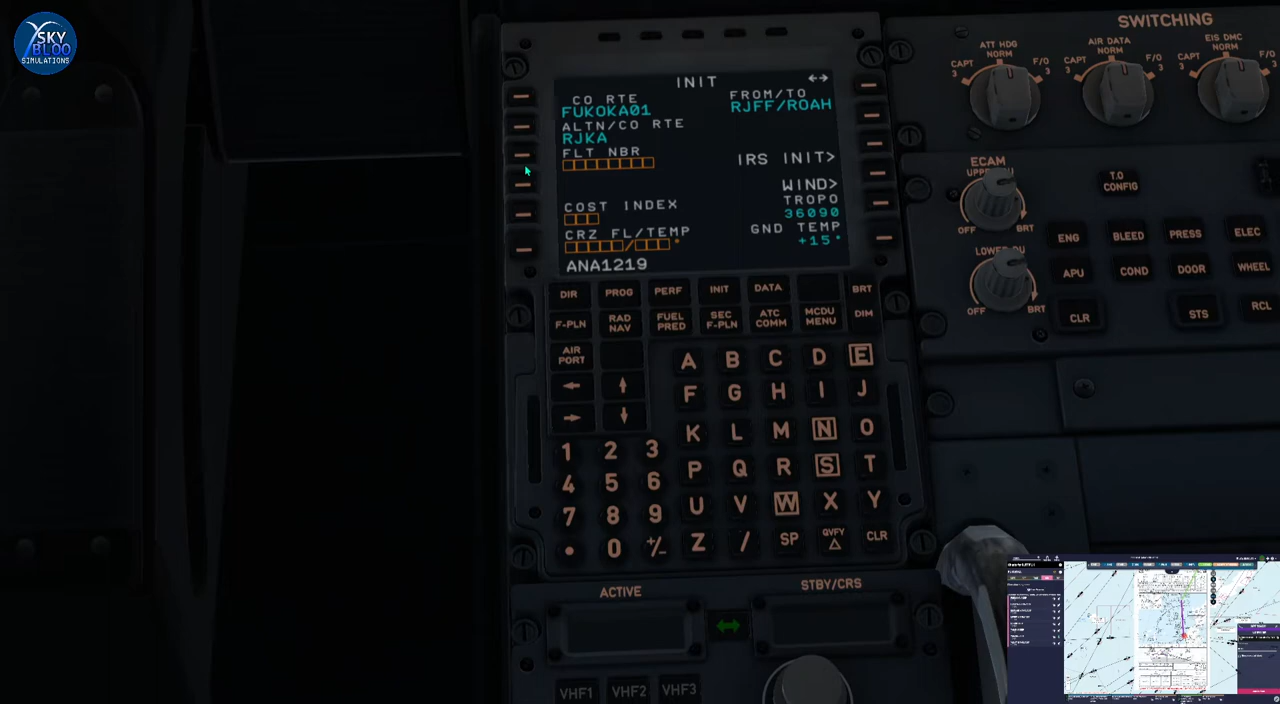 SKY
BLOO
SIMULATIONS
INIT
CO RTE
FUKOKA01
FROM/TO
RJFF/ROAH
ALTN/CO RTE
RJKA
FLT NBR
IRS INIT>
WIND>
COST INDEX
TROPO
36090
CRZ FL/TEMP
GND TEMP
+15°
ANA1219
DIR
PROG
PERF
INIT
DATA
BRT
F-PLN
RAD
NAV
FUEL
PRED
SEC
F-PLN
ATC
COMM
MCDU
MENU
DIM
AIR
PORT
A B C D E
F G H I J
K L M N O
P Q R S T
U V W X Y
Z / SP OVFY CLR
1 2 3
4 5 6
7 8 9
. 0 +/-
ACTIVE
STBY/CRS
VHF1
VHF2
VHF3
SWITCHING
ATT HDG
NORM
CAPT
3
F/O
3
AIR DATA
NORM
CAPT
3
F/O
3
EIS DMC
NORM
CAPT
3
F/O
3
ECAM
OFF
BRT
OFF
BRT
T.O
CONFIG
ENG
BLEED
PRESS
ELEC
APU
COND
DOOR
WHEEL
CLR
STS
RCL